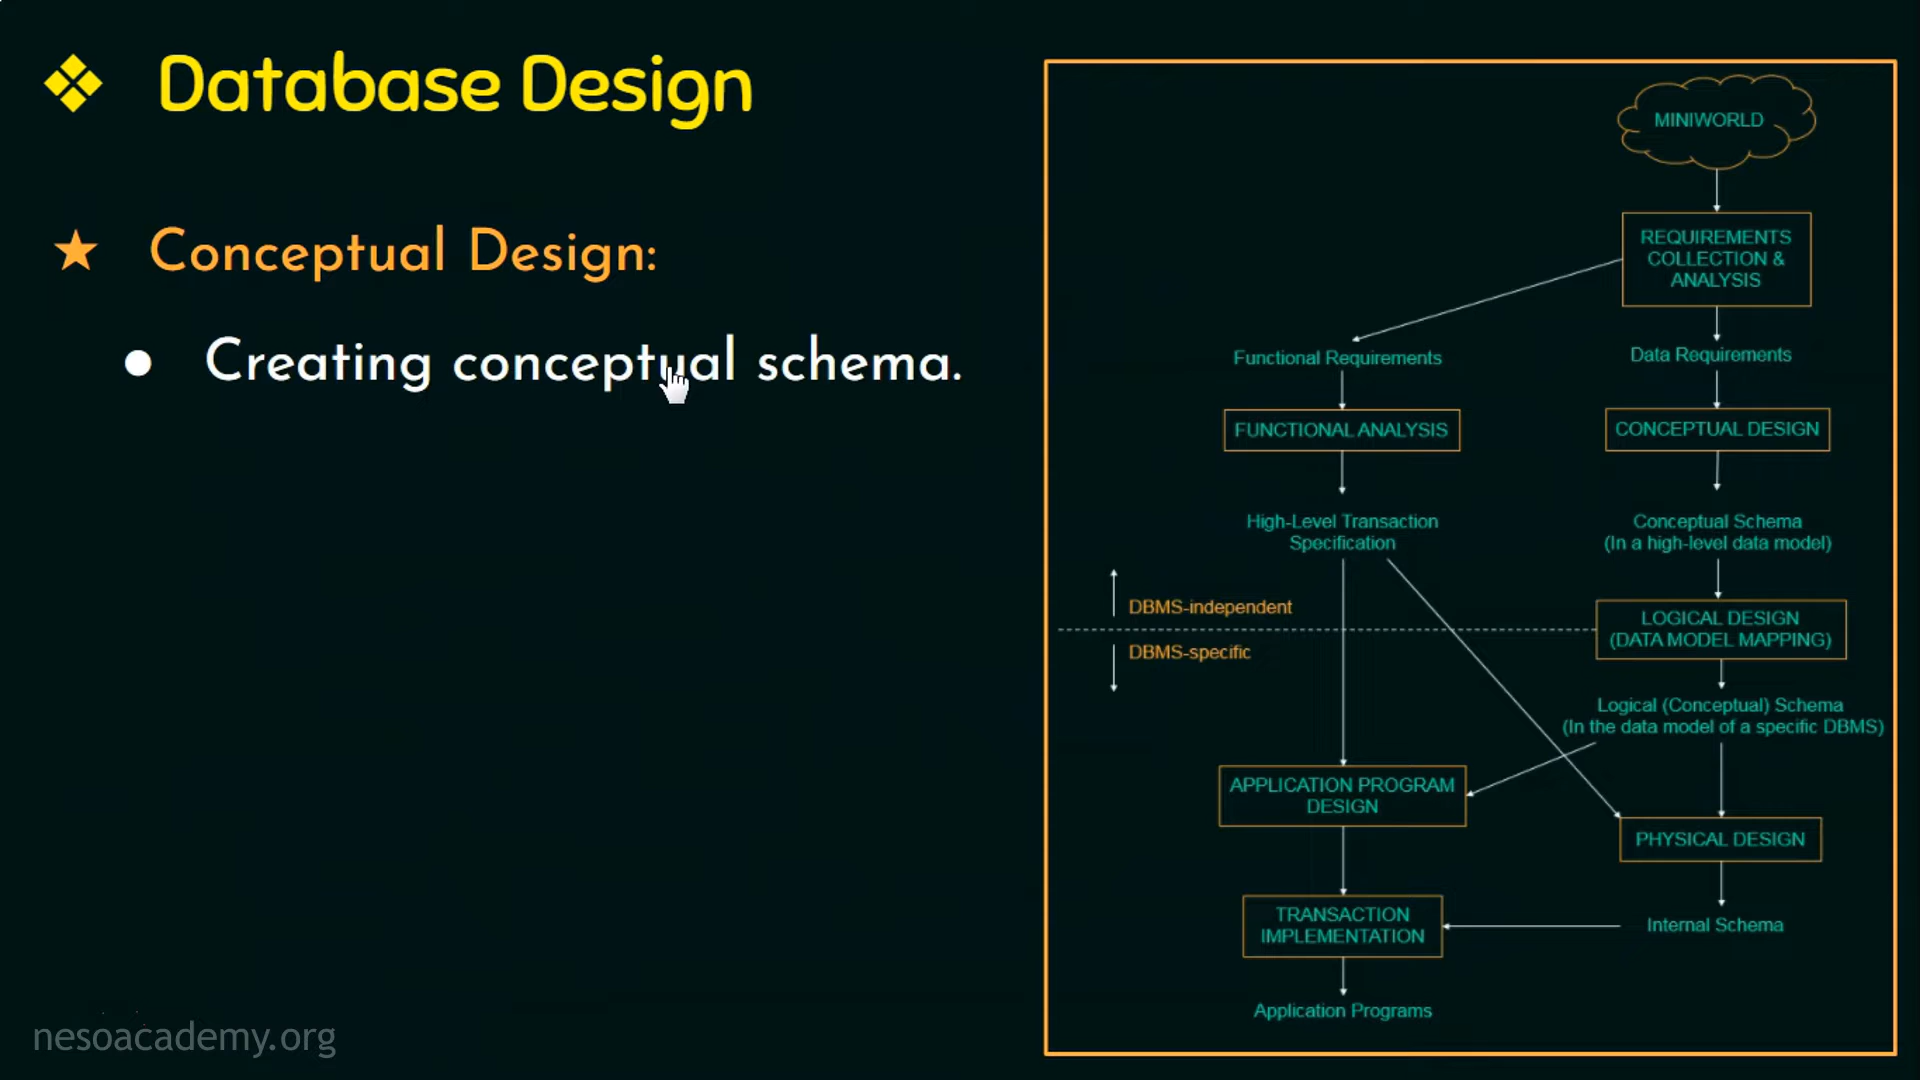 Database Design
Conceptual Design:
Creating conceptual schema.
MINIWORLD
REQUIREMENTS
COLLECTION &
ANALYSIS
Functional Requirements
Data Requirements
FUNCTIONAL ANALYSIS
CONCEPTUAL DESIGN
High-Level Transaction
Specification
Conceptual Schema
(In a high-level data model)
DBMS-independent
DBMS-specific
LOGICAL DESIGN
(DATA MODEL MAPPING)
Logical (Conceptual) Schema
(In the data model of a specific DBMS)
APPLICATION PROGRAM
DESIGN
PHYSICAL DESIGN
TRANSACTION
IMPLEMENTATION
Internal Schema
Application Programs
nesoacademy.org